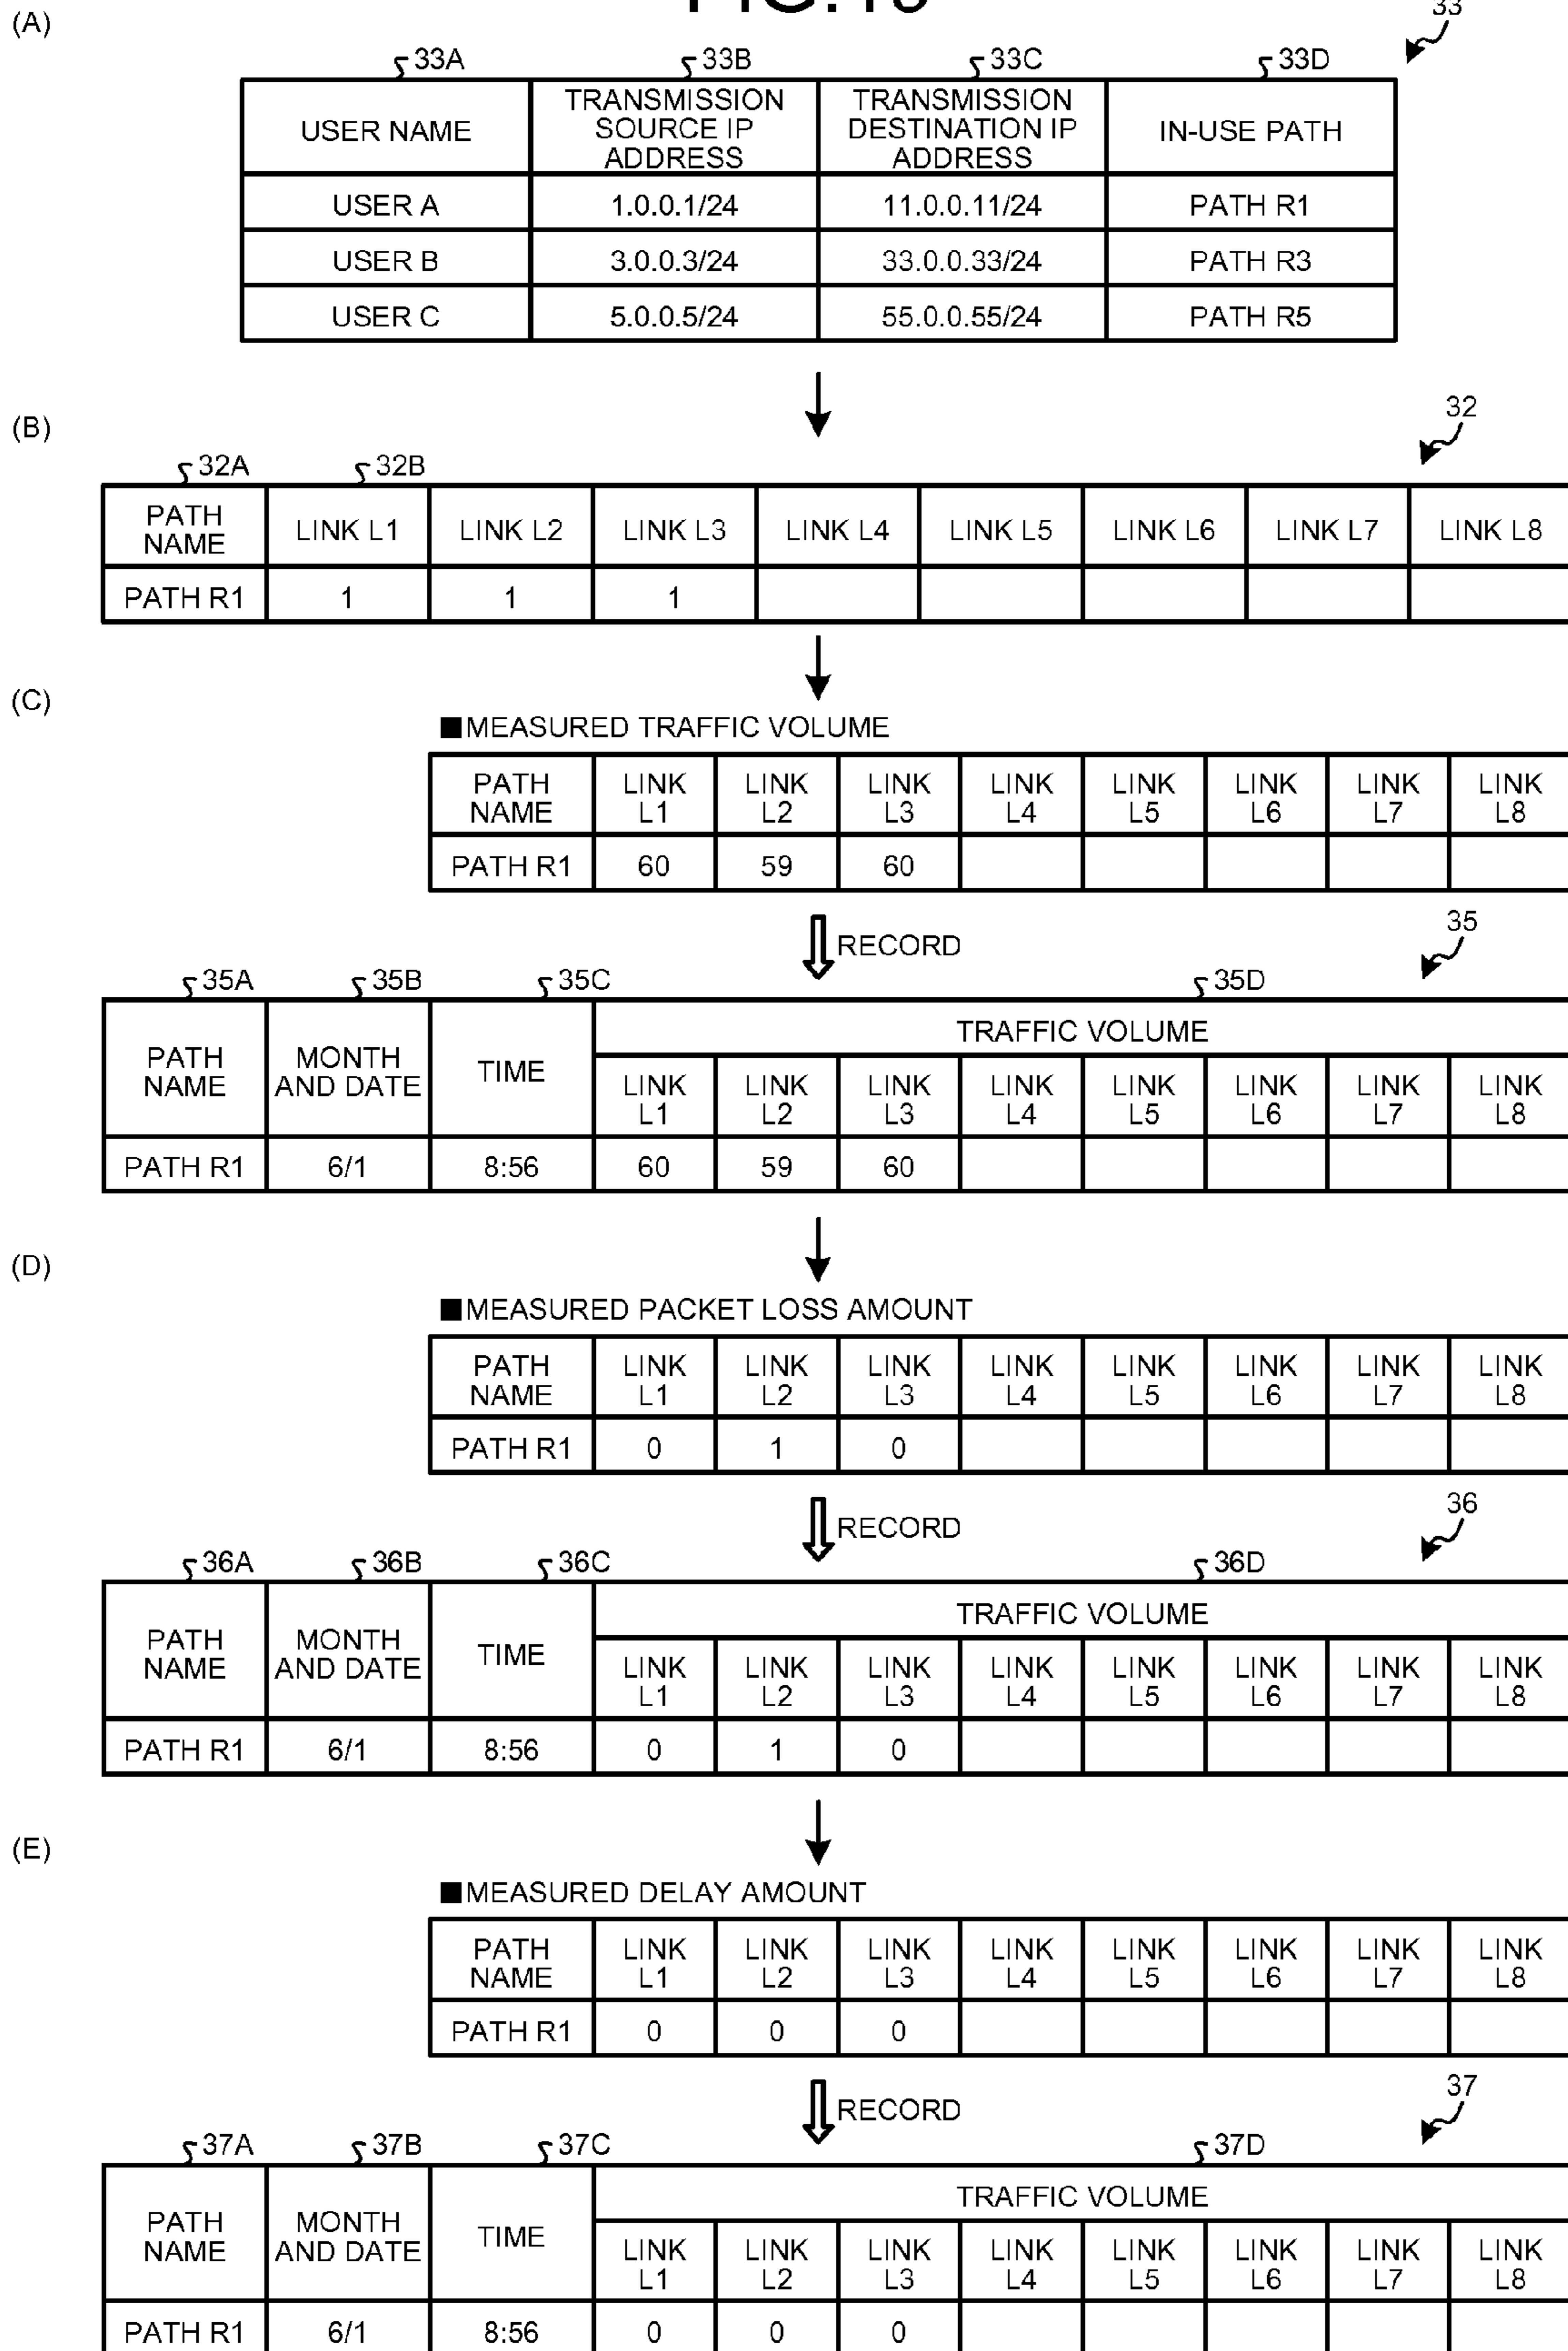 (A)
33
33A 33B 33C 33D
USER NAME TRANSMISSION SOURCE IP ADDRESS TRANSMISSION DESTINATION IP ADDRESS IN-USE PATH
USER A 1.0.0.1/24 11.0.0.11/24 PATH R1
USER B 3.0.0.3/24 33.0.0.33/24 PATH R3
USER C 5.0.0.5/24 55.0.0.55/24 PATH R5
(B)
32
32A 32B
PATH NAME LINK L1 LINK L2 LINK L3 LINK L4 LINK L5 LINK L6 LINK L7 LINK L8
PATH R1 1 1 1
(C)
■MEASURED TRAFFIC VOLUME
PATH NAME LINK L1 LINK L2 LINK L3 LINK L4 LINK L5 LINK L6 LINK L7 LINK L8
PATH R1 60 59 60
RECORD
35
35A 35B 35C 35D
PATH NAME MONTH AND DATE TIME TRAFFIC VOLUME
LINK L1 LINK L2 LINK L3 LINK L4 LINK L5 LINK L6 LINK L7 LINK L8
PATH R1 6/1 8:56 60 59 60
(D)
■MEASURED PACKET LOSS AMOUNT
PATH NAME LINK L1 LINK L2 LINK L3 LINK L4 LINK L5 LINK L6 LINK L7 LINK L8
PATH R1 0 1 0
RECORD
36
36A 36B 36C 36D
PATH NAME MONTH AND DATE TIME TRAFFIC VOLUME
LINK L1 LINK L2 LINK L3 LINK L4 LINK L5 LINK L6 LINK L7 LINK L8
PATH R1 6/1 8:56 0 1 0
(E)
■MEASURED DELAY AMOUNT
PATH NAME LINK L1 LINK L2 LINK L3 LINK L4 LINK L5 LINK L6 LINK L7 LINK L8
PATH R1 0 0 0
RECORD
37
37A 37B 37C 37D
PATH NAME MONTH AND DATE TIME TRAFFIC VOLUME
LINK L1 LINK L2 LINK L3 LINK L4 LINK L5 LINK L6 LINK L7 LINK L8
PATH R1 6/1 8:56 0 0 0